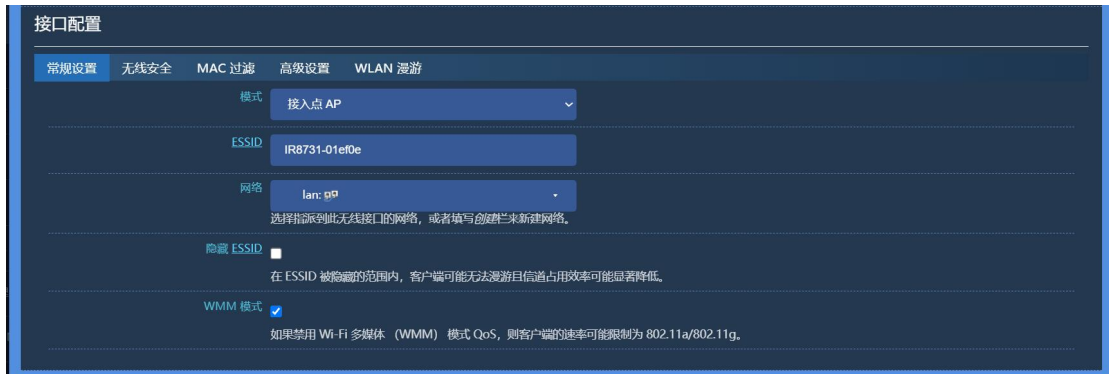 接口配置
常规设置 无线安全 MAC 过滤 高级设置 WLAN 漫游
模式 接入点 AP
ESSID IR8731-01ef0e
网络 lan:
选择指派到此无线接口的网络，或者填写创建栏来新建网络。
隐藏 ESSID
在 ESSID 被隐藏的范围内，客户端可能无法漫游且信道占用效率可能显著降低。
WMM 模式
如果禁用 Wi-Fi 多媒体 （WMM） 模式 QoS，则客户端的速率可能限制为 802.11a/802.11g。